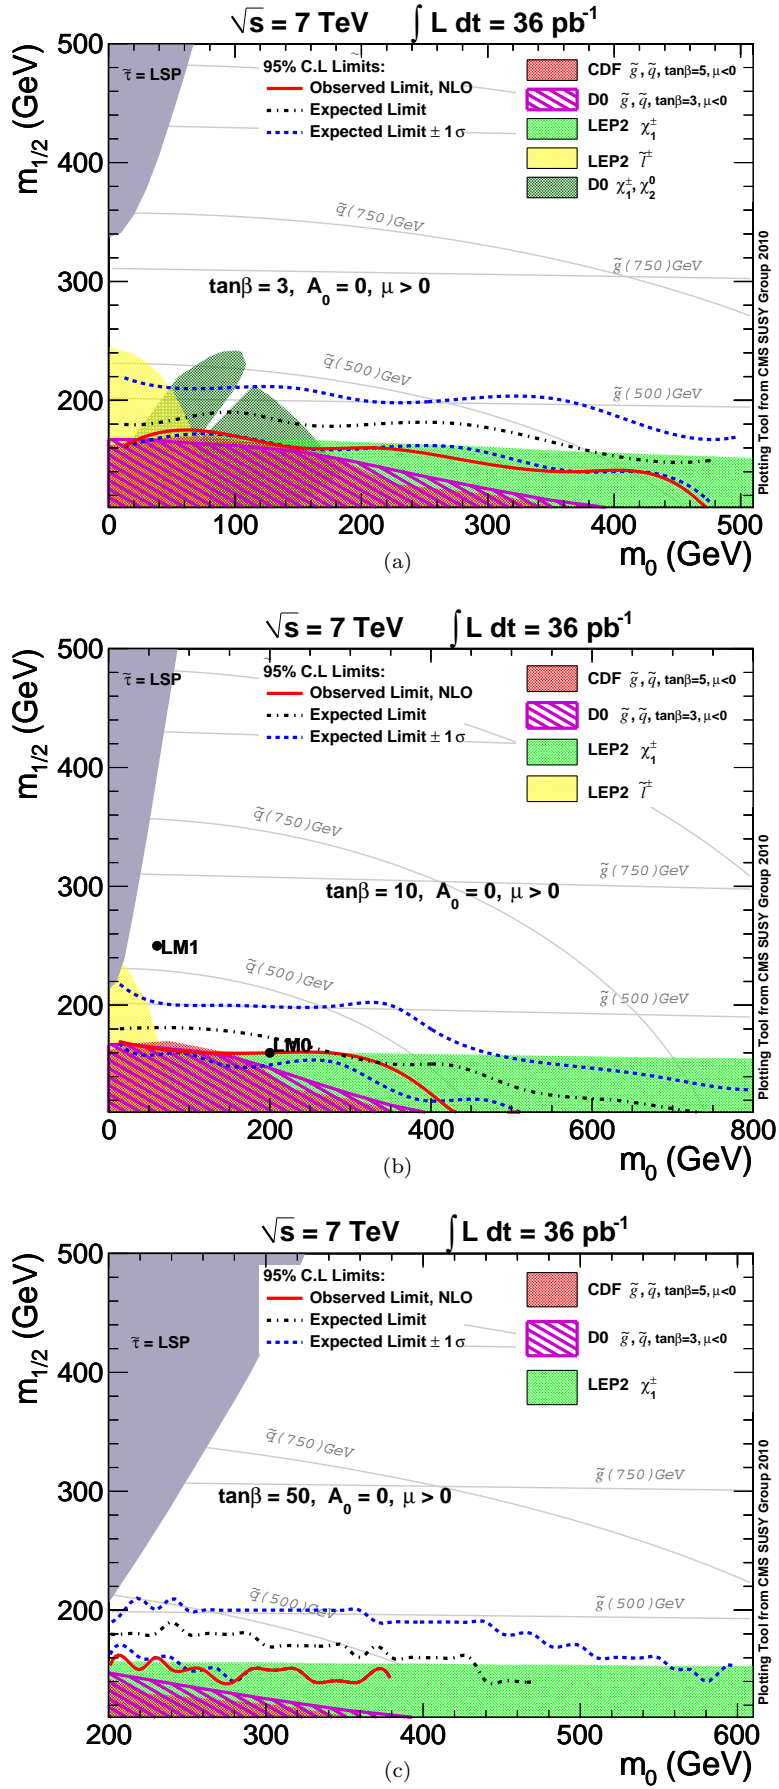 √s = 7 TeV ∫ L dt = 36 pb⁻¹
m₁/₂ (GeV)
500
400
300
200
τ̃ = LSP
95% C.L Limits:
Observed Limit, NLO
Expected Limit
Expected Limit ± 1 σ
CDF g̃, q̃, tanβ=5, μ<0
D0 g̃, q̃, tanβ=3, μ<0
LEP2 χ₁±
LEP2 l̃±
D0 χ₁±, χ₂⁰
q̃(750)GeV
g̃(750)GeV
tanβ = 3, A₀ = 0, μ > 0
q̃(500)GeV
g̃(500)GeV
Plotting Tool from CMS SUSY Group 2010
0 100 200 300 400 500
m₀ (GeV)
(a)
√s = 7 TeV ∫ L dt = 36 pb⁻¹
m₁/₂ (GeV)
500
400
300
200
τ̃ = LSP
95% C.L Limits:
Observed Limit, NLO
Expected Limit
Expected Limit ± 1 σ
CDF g̃, q̃, tanβ=5, μ<0
D0 g̃, q̃, tanβ=3, μ<0
LEP2 χ₁±
LEP2 l̃±
q̃(750)GeV
g̃(750)GeV
tanβ = 10, A₀ = 0, μ > 0
LM1
q̃(500)GeV
g̃(500)GeV
LM0
Plotting Tool from CMS SUSY Group 2010
0 200 400 600 800
m₀ (GeV)
(b)
√s = 7 TeV ∫ L dt = 36 pb⁻¹
m₁/₂ (GeV)
500
400
300
200
τ̃ = LSP
95% C.L Limits:
Observed Limit, NLO
Expected Limit
Expected Limit ± 1 σ
CDF g̃, q̃, tanβ=5, μ<0
D0 g̃, q̃, tanβ=3, μ<0
LEP2 χ₁±
q̃(750)GeV
g̃(750)GeV
tanβ = 50, A₀ = 0, μ > 0
q̃(500)GeV
g̃(500)GeV
Plotting Tool from CMS SUSY Group 2010
200 300 400 500 600
m₀ (GeV)
(c)